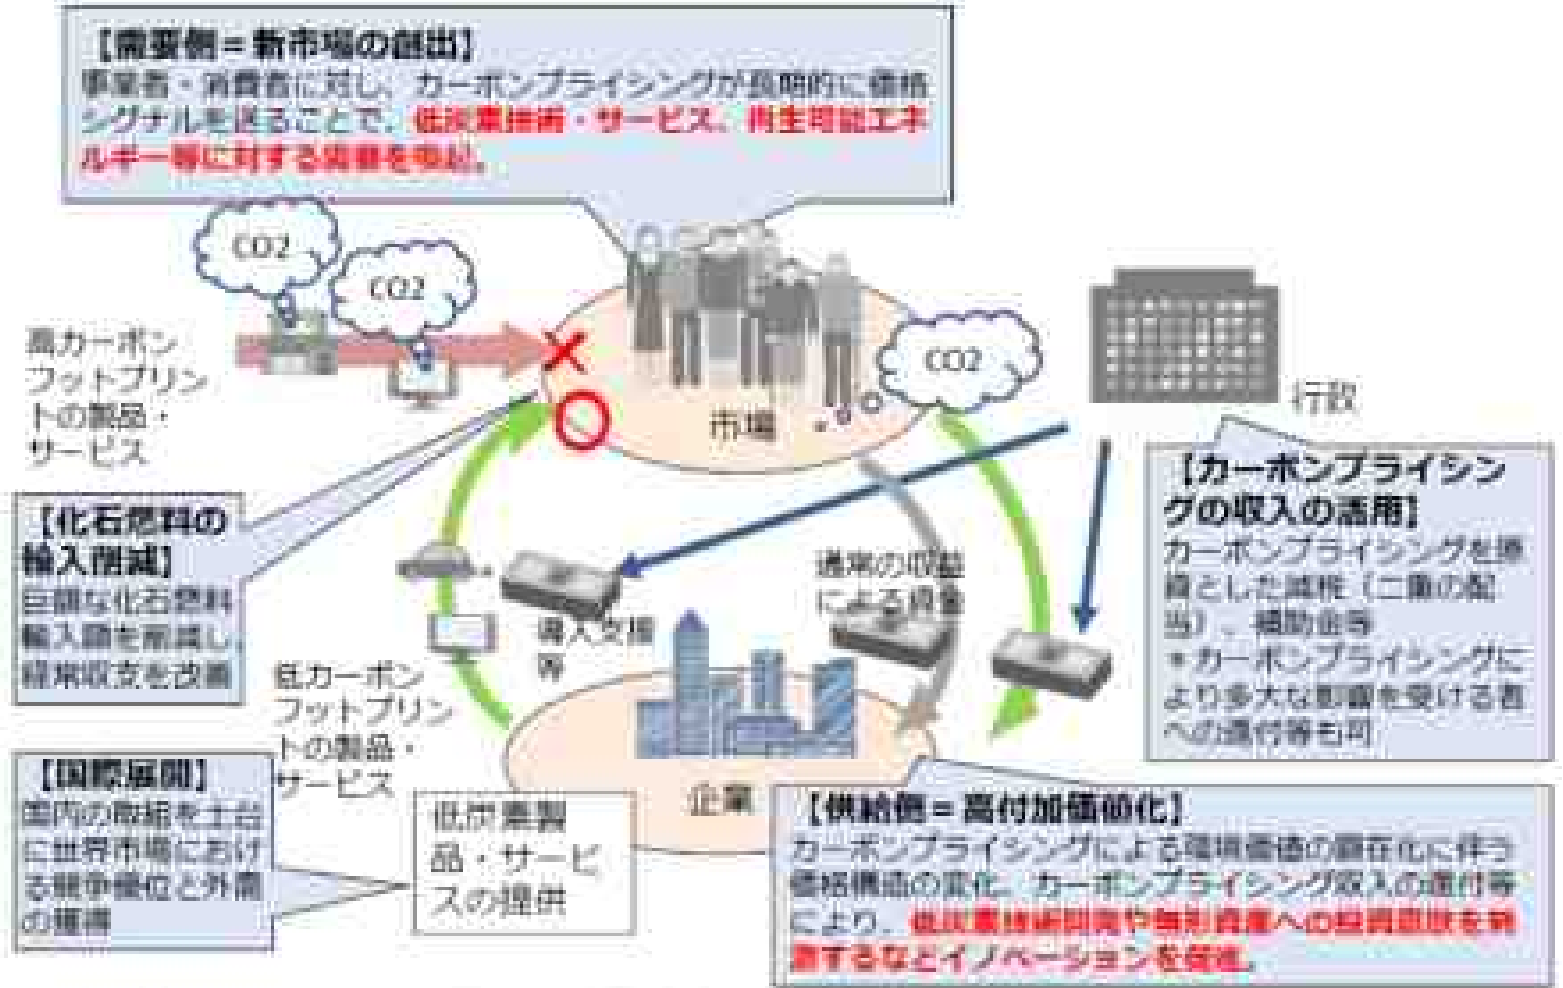 【需要側＝新市場の創出】
事業者・消費者に対し、カーボンプライシングが長期的に価格
シグナルを送ることで、低炭素技術・サービス、再生可能エネ
ルギー等に対する需要を喚起。
CO2
CO2
CO2
高カーボン
フットプリン
トの製品・
サービス
市場
行政
【化石燃料の
輸入削減】
巨額な化石燃料
輸入額を削減し、
経常収支を改善
【カーボンプライシン
グの収入の活用】
カーボンプライシングを原
資とした減税（二重の配
当）、補助金等
＊カーボンプライシングに
より多大な影響を受ける者
への還付等も可
通常の収益
による資金
導入支援
等
低カーボン
フットプリン
トの製品・
サービス
企業
【国際展開】
国内の取組を土台
に世界市場におけ
る競争優位と外需
の獲得
低炭素製
品・サービ
スの提供
【供給側＝高付加価値化】
カーボンプライシングによる環境価値の顕在化に伴う
価格構造の変化、カーボンプライシング収入の還付等
により、低炭素技術開発や無形資産への投資意欲を刺
激するなどイノベーションを促進。